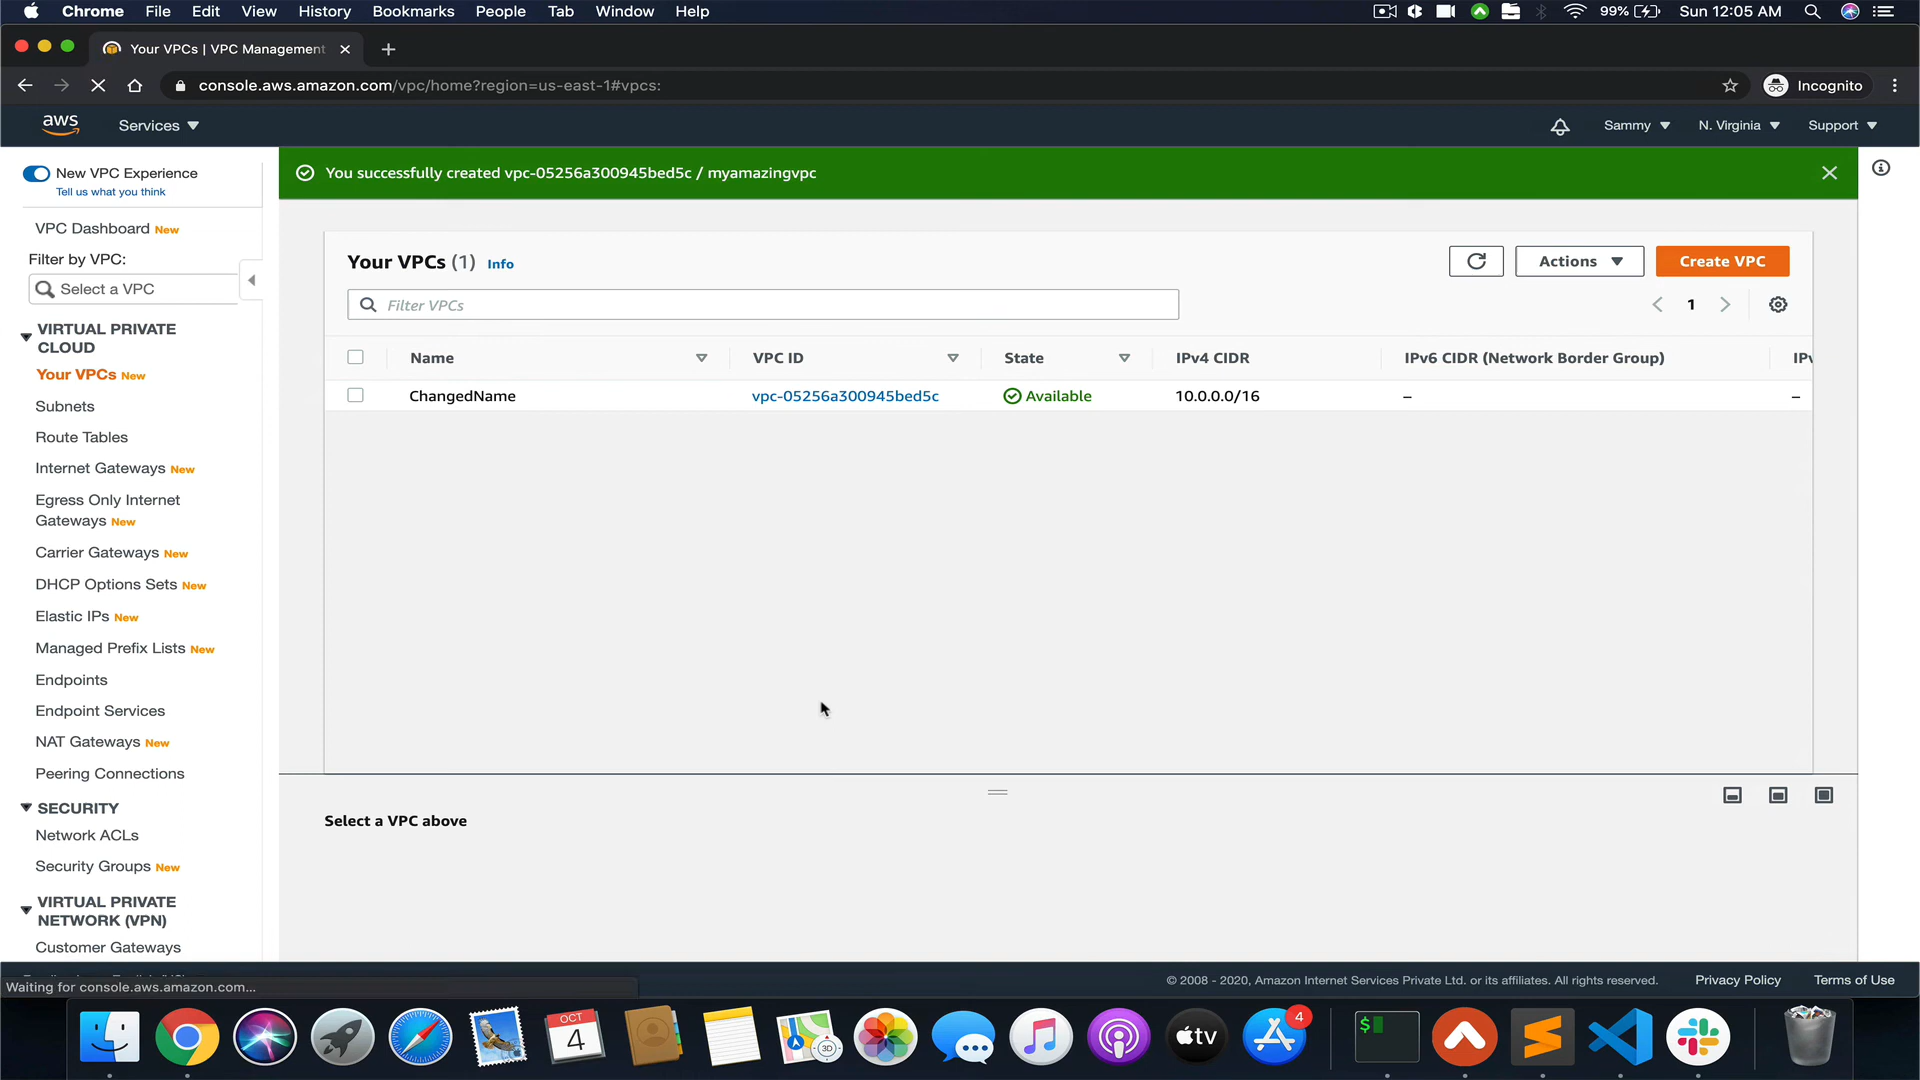 Chrome File Edit View History Bookmarks People Tab Window Help
99% Sun 12:05 AM
Your VPCs | VPC Management
console.aws.amazon.com/vpc/home?region=us-east-1#vpcs:
Incognito
aws Services
Sammy N. Virginia Support
New VPC Experience
Tell us what you think
You successfully created vpc-05256a300945bed5c / myamazingvpc
VPC Dashboard New
Filter by VPC:
Select a VPC
VIRTUAL PRIVATE
CLOUD
Your VPCs New
Subnets
Route Tables
Internet Gateways New
Egress Only Internet
Gateways New
Carrier Gateways New
DHCP Options Sets New
Elastic IPs New
Managed Prefix Lists New
Endpoints
Endpoint Services
NAT Gateways New
Peering Connections
SECURITY
Network ACLs
Security Groups New
VIRTUAL PRIVATE
NETWORK (VPN)
Customer Gateways
Your VPCs (1) Info
Actions
Create VPC
Filter VPCs
1
Name VPC ID State IPv4 CIDR IPv6 CIDR (Network Border Group)
ChangedName vpc-05256a300945bed5c Available 10.0.0.0/16 – –
Select a VPC above
Waiting for console.aws.amazon.com...
© 2008 - 2020, Amazon Internet Services Private Ltd. or its affiliates. All rights reserved. Privacy Policy Terms of Use
OCT
4
3D
tv
4
$